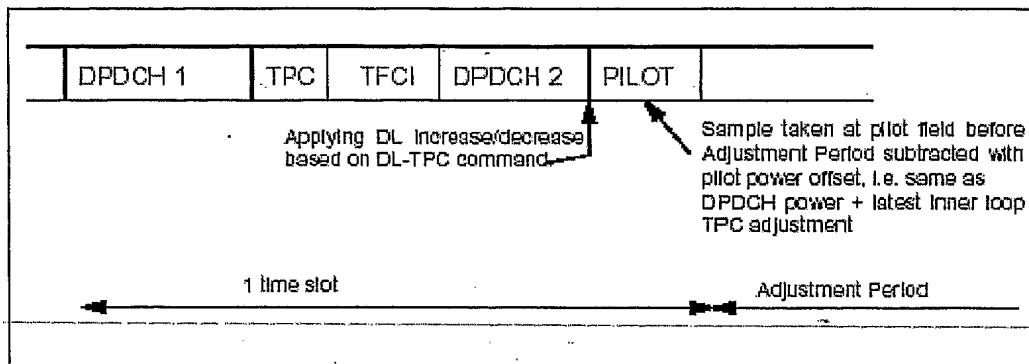 DPDCH 1 TPC TFCI DPDCH 2 PILOT
Applying DL increase/decrease
based on DL-TPC command
Sample taken at pilot field before
Adjustment Period subtracted with
pilot power offset, i.e. same as
DPDCH power + latest inner loop
TPC adjustment
1 time slot
Adjustment Period